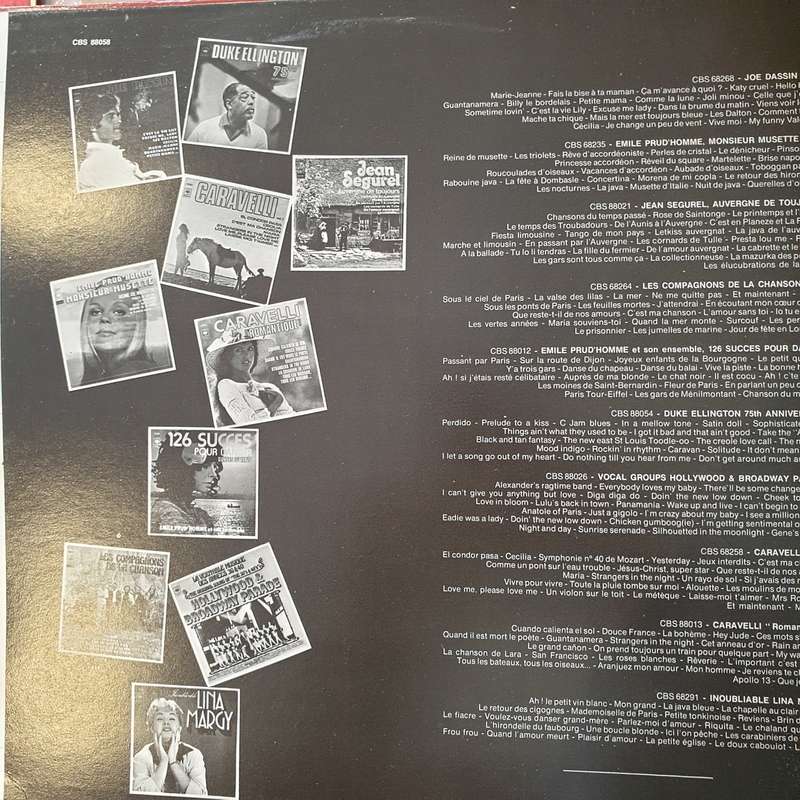 CBS 88058
DUKE ELLINGTON
75
CARAVELLI
Jean
Segurel
auvergne de toujours
EMILE PRUD'HOMME
MONSIEUR MUSETTE
CARAVELLI
ROMANTIQUE
126 SUCCES
POUR DANSER
LES COMPAGNONS
DE LA CHANSON
HOLLYWOOD &
BROADWAY PARADE
LINA
MARGY
CBS 68268 - JOE DASSIN
Marie-Jeanne - Fais la bise à ta maman - Ça m'avance à quoi ? - Katy cruel - Hello
Guantanamera - Billy le bordelais - Petite mama - Comme la lune - Joli minou - Celle que j'
Sometime lovin' - C'est la vie Lily - Excuse me lady - Dans la brume du matin - Viens voir
Mache ta chique - Mais la mer est toujours bleue - Les Dalton - Comment
Cécilia - Je change un peu de vent - Vive moi - My funny
CBS 68235 - EMILE PRUD'HOMME, MONSIEUR MUSETTE
Reine de musette - Les triolets - Rêve d'accordéoniste - Perles de cristal - Le dénicheur -
Princesse accordéon - Réveil du square - Martelette - Brise
Roucoulades d'oiseaux - Vacances d'accordéon - Aubade d'oiseaux - Toboggan
Rabouine java - La fête à Dombasle - Concertina - Morena de mi copla - Le retour des
Les nocturnes - La java - Musette d'Italie - Nuit de java - Querelles
CBS 88021 - JEAN SEGUREL, AUVERGNE DE
Chansons du temps passé - Rose de Saintonge - Le printemps et
Le temps des Troubadours - De l'Aunis à l'Auvergne - C'est en Planeze et
Fiesta limousine - Tango de mon pays - Letkiss auvergnat - La java de
Marche et limousin - En passant par l'Auvergne - Les cornards de Tulle - Presta lou me -
A la ballade - Tu lo li tendras - La fille du fermier - De l'amour auvergnat - La cabrette et le
Les gars sont tous comme ça - La collectionneuse - La mazurka des
Les élucubrations de la
CBS 68264 - LES COMPAGNONS DE LA CHANSON
Sous le ciel de Paris - La valse des lilas - La mer - Ne me quitte pas - Et maintenant -
Sous les ponts de Paris - Les feuilles mortes - J'attendrai - En écoutant mon cœur
Que reste-t-il de nos amours - C'est ma chanson - L'amour sans toi - Io tu
Les vertes années - Maria souviens-toi - Quand la mer monte - Surcouf - Les
Le prisonnier - Les jumelles de marine - Jour de fête en
CBS 88012 - EMILE PRUD'HOMME et son ensemble, 126 SUCCES POUR
Passant par Paris - Sur la route de Dijon - Joyeux enfants de la Bourgogne - Le petit
Y'a trois gars - Danse du chapeau - Danse du balai - Vive la piste - La bonne
Ah ! si j'étais resté célibataire - Auprès de ma blonde - Le chat noir - Il est cocu - Ah ! c'
Les moines de Saint-Bernardin - Fleur de Paris - En parlant un peu
Paris Tour-Eiffel - Les gars de Ménilmontant - Chanson du
CBS 88054 - DUKE ELLINGTON 75th
Perdido - Prelude to a kiss - C Jam blues - In a mellow tone - Satin doll -
Things ain't what they used to be - I got it bad and that ain't good - Take the
Black and tan fantasy - The new east St Louis Toodle-oo - The creole love call - The
Mood indigo - Rockin' in rhythm - Caravan - Solitude - It don't mean
I let a song go out of my heart - Do nothing till you hear from me - Don't get around much
CBS 88026 - VOCAL GROUPS HOLLYWOOD & BROADWAY
Alexander's ragtime band - Everybody loves my baby - There'll be some
I can't give you anything but love - Diga diga do - Doin' the new low down - Cheek
Love in bloom - Lulu's back in town - Panamania - Wake up and live - I can't begin to
Anatole of Paris - Just a gigolo - I'm crazy about my baby - I see a
Eadie was a lady - Doin' the new low down - Chicken gumboog(ie) - I'm getting sentimental
Night and day - Sunrise serenade - Silhouetted in the moonlight - Gene's
CBS 68258 - CARAVELLI
El condor pasa - Cecilia - Symphonie n° 40 de Mozart - Yesterday - Jeux interdits - C'est ma
Comme un pont sur l'eau trouble - Jésus-Christ, super star - Que reste-t-il de nos
Maria - Strangers in the night - Un rayo de sol - Si j'avais des
Vivre pour vivre - Toute la pluie tombe sur moi - Alouette - Les moulins de
Love me, please love me - Un violon sur le toit - Le métèque - Laisse-moi t'aimer - Mrs
Et maintenant -
CBS 88013 - CARAVELLI "
Cuando calienta el sol - Douce France - La bohème - Hey Jude - Ces mots
Quand il est mort le poète - Guantanamera - Strangers in the night - Cet anneau d'or - Rain
Le grand cañon - On prend toujours un train pour quelque part - My
La chanson de Lara - San Francisco - Les roses blanches - Rêverie - L'important c'est
Tous les bateaux, tous les oiseaux... - Aranjuez mon amour - Mon homme - Je reviens te
Apollo 13 - Que
CBS 68291 - INOUBLIABLE LINA
Ah ! le petit vin blanc - Mon grand - La java bleue - La chapelle au clair
Le retour des cigognes - Mademoiselle de Paris - Petite tonkinoise - Reviens - Brin
Le fiacre - Voulez-vous danser grand-mère - Parlez-moi d'amour - Riquita - Le chaland
L'hirondelle du faubourg - Une boucle blonde - Ici l'on pêche - Les carabiniers
Frou frou - Quand l'amour meurt - Plaisir d'amour - La petite église - Le doux caboulot -